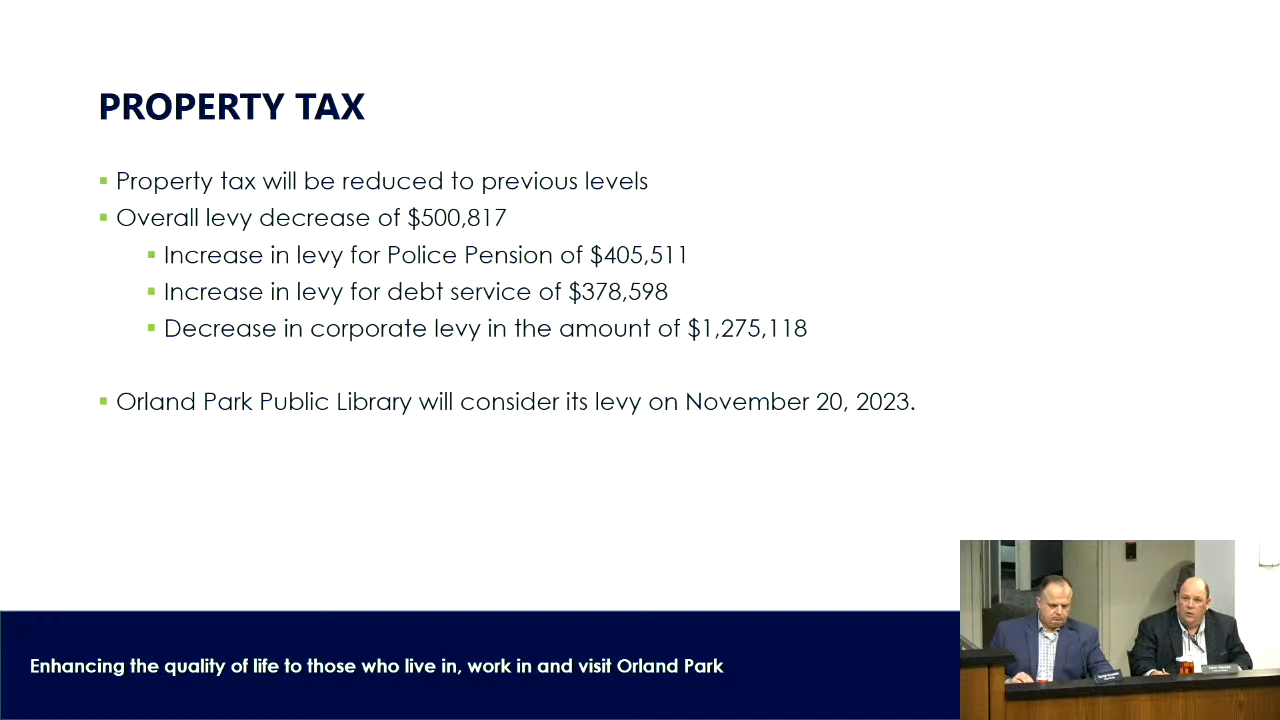 PROPERTY TAX
Property tax will be reduced to previous levels
Overall levy decrease of $500,817
Increase in levy for Police Pension of $405,511
Increase in levy for debt service of $378,598
Decrease in corporate levy in the amount of $1,275,118
Orland Park Public Library will consider its levy on November 20, 2023.
Enhancing the quality of life to those who live in, work in and visit Orland Park